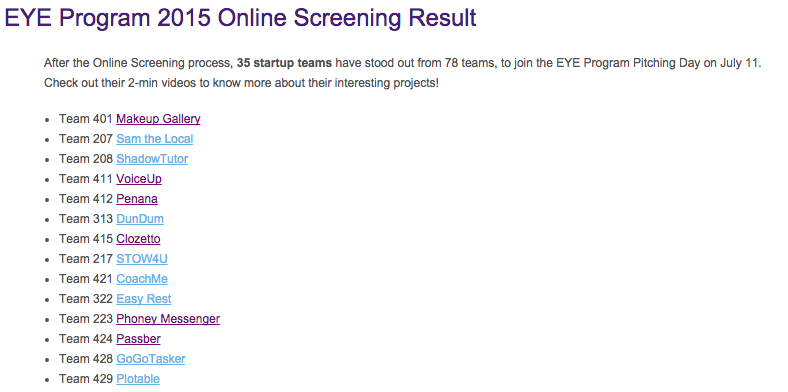 EYE Program 2015 Online Screening Result
After the Online Screening process, 35 startup teams have stood out from 78 teams, to join the EYE Program Pitching Day on July 11.
Check out their 2-min videos to know more about their interesting projects!
• Team 401 Makeup Gallery
• Team 207 Sam the Local
• Team 208 ShadowTutor
• Team 411 VoiceUp
• Team 412 Penana
• Team 313 DunDum
• Team 415 Clozetto
• Team 217 STOW4U
• Team 421 CoachMe
• Team 322 Easy Rest
• Team 223 Phoney Messenger
• Team 424 Passber
• Team 428 GoGoTasker
• Team 429 Plotable